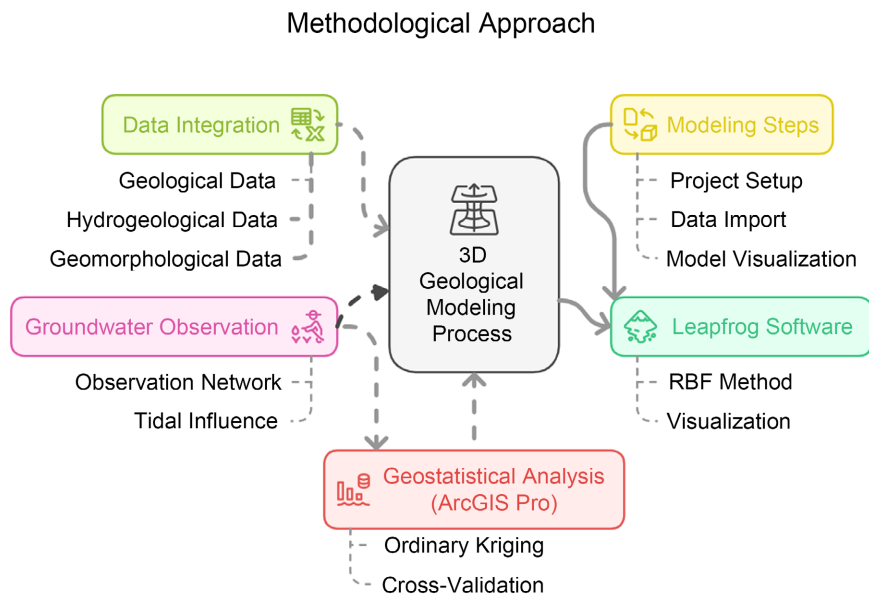 Methodological Approach
Data Integration
Geological Data
Hydrogeological Data
Geomorphological Data
Groundwater Observation
Observation Network
Tidal Influence
3D
Geological
Modeling
Process
Geostatistical Analysis
(ArcGIS Pro)
Ordinary Kriging
Cross-Validation
Modeling Steps
Project Setup
Data Import
Model Visualization
Leapfrog Software
RBF Method
Visualization